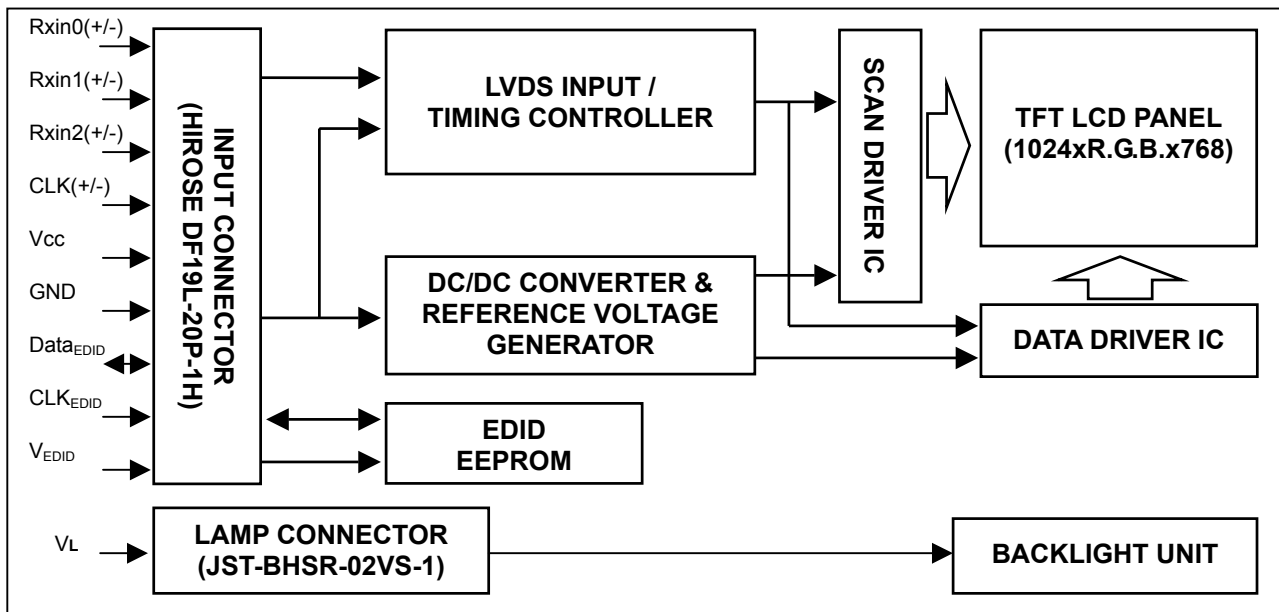 Rxin0(+/-)
Rxin1(+/-)
Rxin2(+/-)
CLK(+/-)
Vcc
GND
DataEDID
CLKEDID
VEDID
VL
INPUT CONNECTOR
(HIROSE DF19L-20P-1H)
LVDS INPUT /
TIMING CONTROLLER
DC/DC CONVERTER &
REFERENCE VOLTAGE
GENERATOR
EDID
EEPROM
LAMP CONNECTOR
(JST-BHSR-02VS-1)
SCAN DRIVER IC
TFT LCD PANEL
(1024xR.G.B.x768)
DATA DRIVER IC
BACKLIGHT UNIT